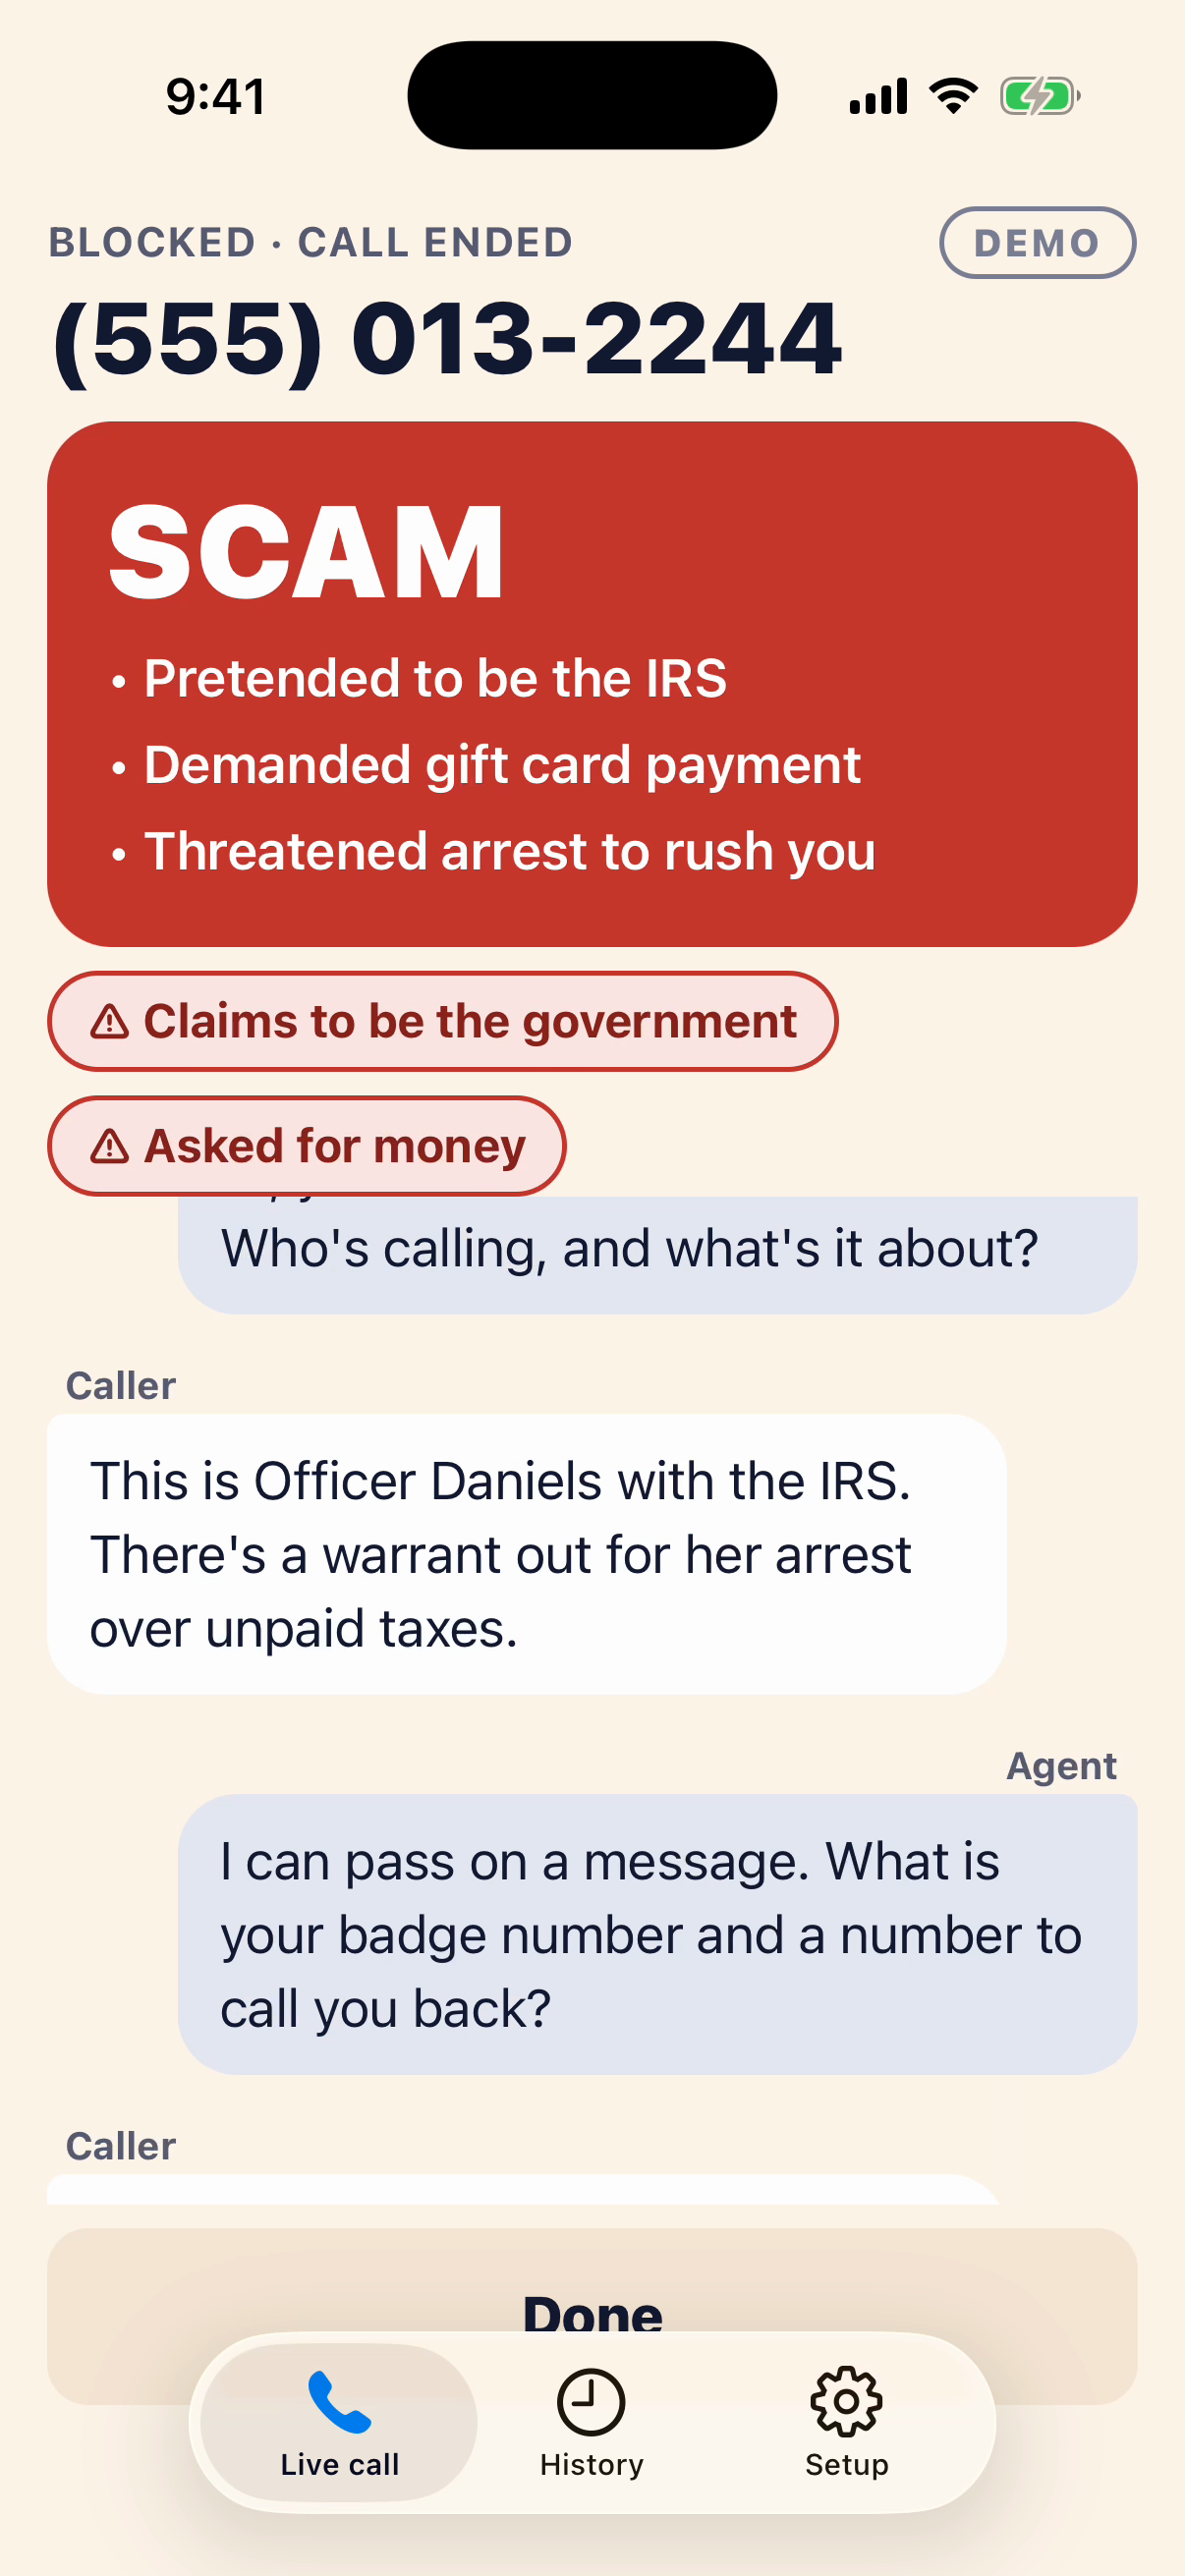 9:41
BLOCKED · CALL ENDED
DEMO
(555) 013-2244
SCAM
• Pretended to be the IRS
• Demanded gift card payment
• Threatened arrest to rush you
Claims to be the government
Asked for money
Who's calling, and what's it about?
Caller
This is Officer Daniels with the IRS.
There's a warrant out for her arrest
over unpaid taxes.
Agent
I can pass on a message. What is
your badge number and a number to
call you back?
Caller
Done
Live call
History
Setup